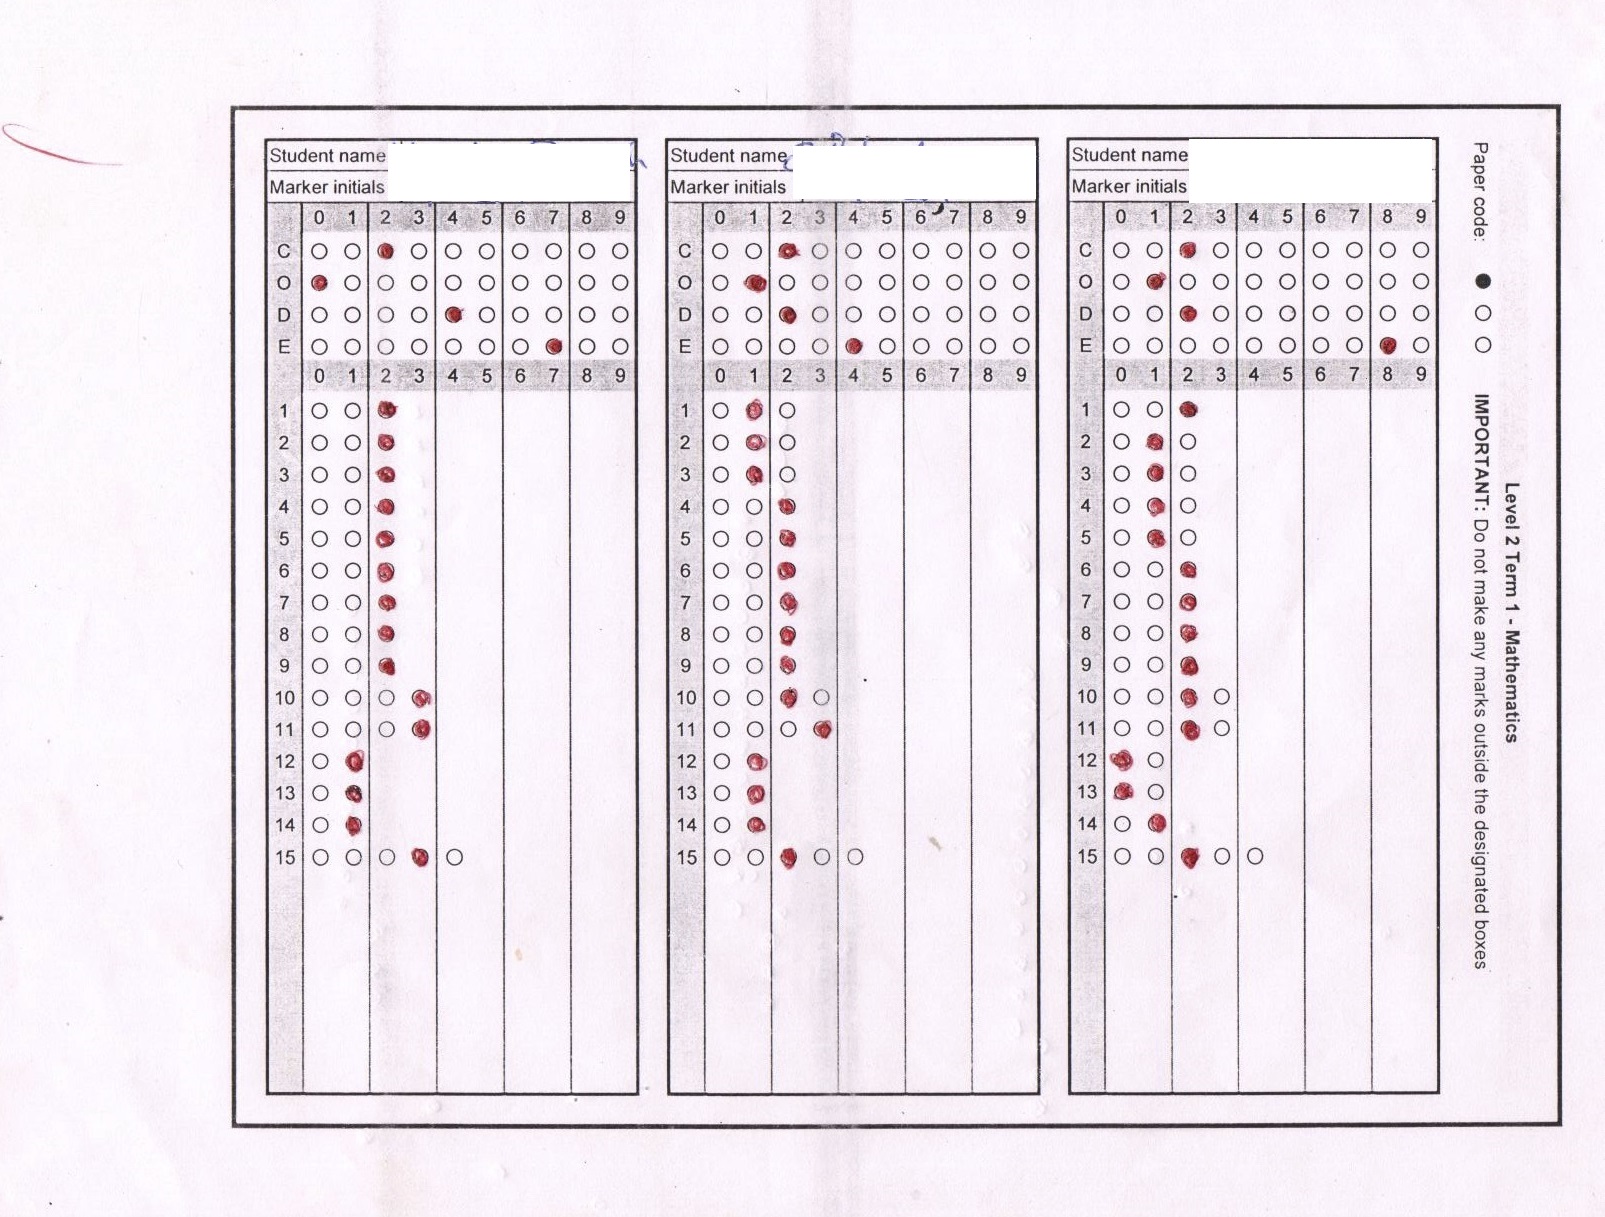 Student name
Marker initials
0 1 2 3 4 5 6 7 8 9
C
O
D
E
0 1 2 3 4 5 6 7 8 9
1
2
3
4
5
6
7
8
9
10
11
12
13
14
15
Student name
Marker initials
0 1 2 3 4 5 6 7 8 9
C
O
D
E
0 1 2 3 4 5 6 7 8 9
1
2
3
4
5
6
7
8
9
10
11
12
13
14
15
Student name
Marker initials
0 1 2 3 4 5 6 7 8 9
C
O
D
E
0 1 2 3 4 5 6 7 8 9
1
2
3
4
5
6
7
8
9
10
11
12
13
14
15
Level 2 Term 1 - Mathematics
Paper code:
IMPORTANT: Do not make any marks outside the designated boxes